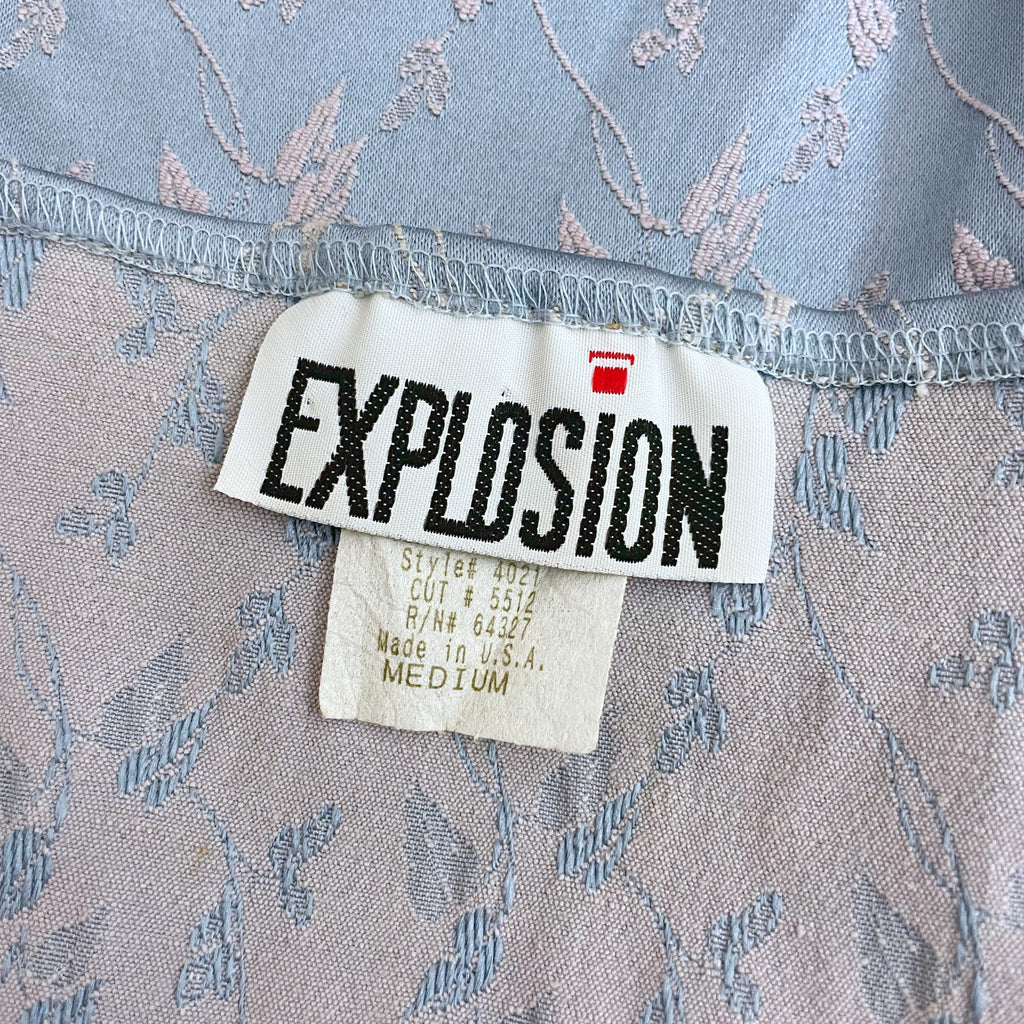 EXPLOSION
Style# 4021
CUT # 5512
R/N# 64327
Made in U.S.A.
MEDIUM